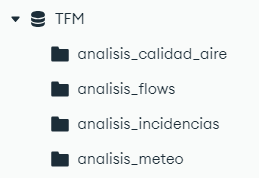 TFM
analisis_calidad_aire
analisis_flows
analisis_incidencias
analisis_meteo